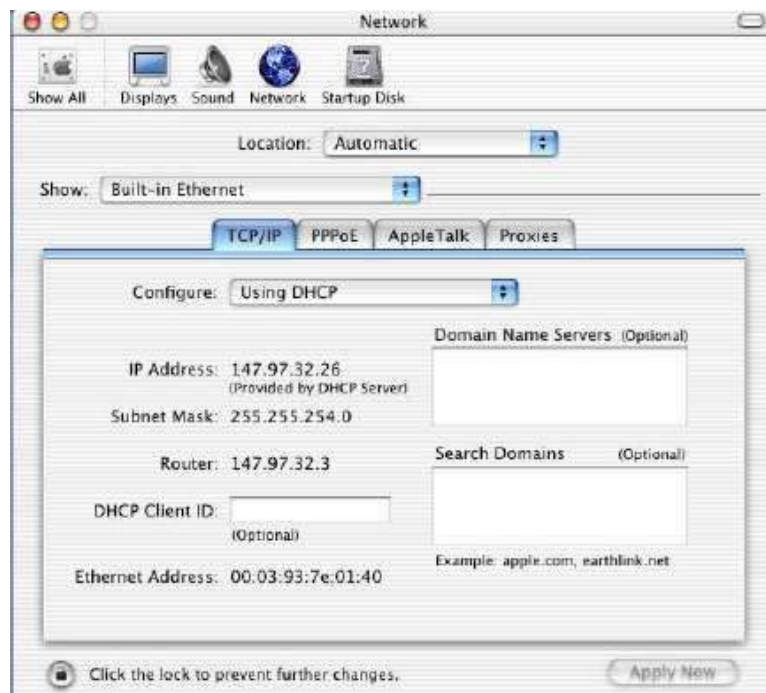 Network
Show All Displays Sound Network Startup Disk
Location: Automatic
Show: Built-in Ethernet
TCP/IP PPPoE AppleTalk Proxies
Configure: Using DHCP
Domain Name Servers (Optional)
IP Address: 147.97.32.26
(Provided by DHCP Server)
Subnet Mask: 255.255.254.0
Router: 147.97.32.3
Search Domains (Optional)
DHCP Client ID:
(Optional)
Example: apple.com, earthlink.net
Ethernet Address: 00:03:93:7e:01:40
Click the lock to prevent further changes.
Apply Now